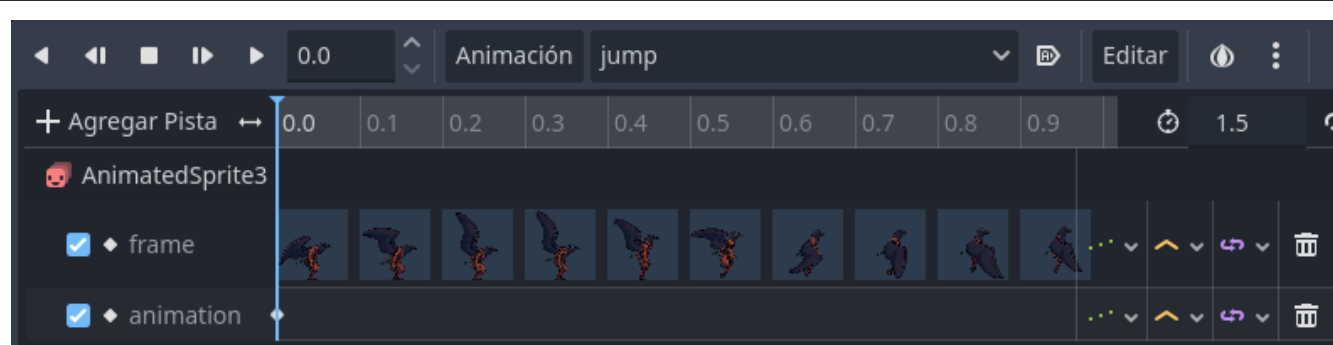 0.0 Animación jump Editar
Agregar Pista 0.0 0.1 0.2 0.3 0.4 0.5 0.6 0.7 0.8 0.9 1.5
AnimatedSprite3
frame
animation